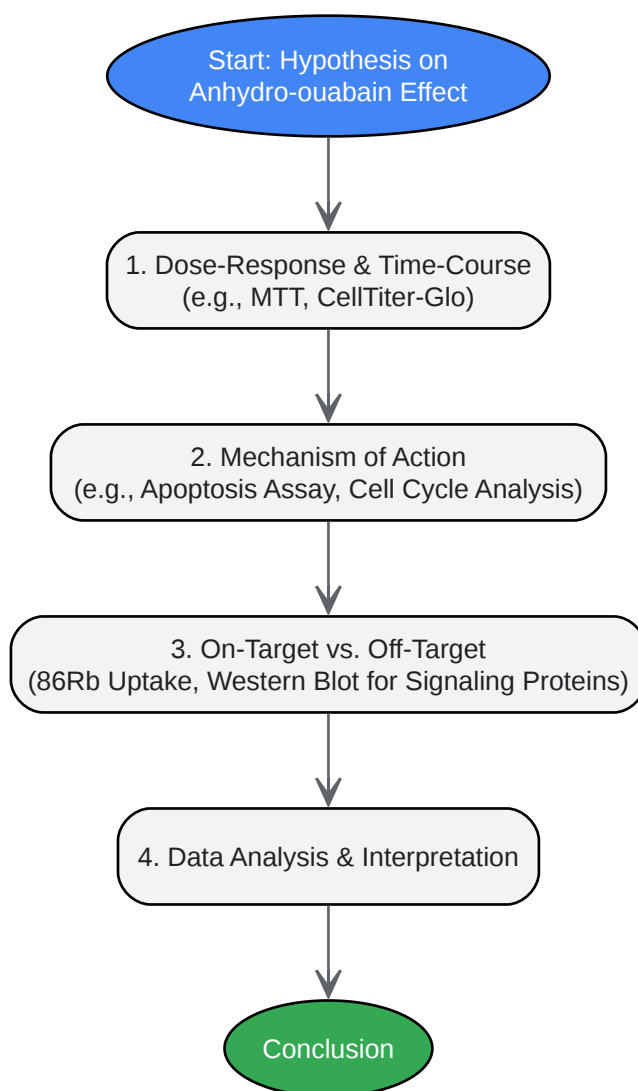 Start: Hypothesis on
Anhydro-ouabain Effect
1. Dose-Response & Time-Course
(e.g., MTT, CellTiter-Glo)
2. Mechanism of Action
(e.g., Apoptosis Assay, Cell Cycle Analysis)
3. On-Target vs. Off-Target
(86Rb Uptake, Western Blot for Signaling Proteins)
4. Data Analysis & Interpretation
Conclusion